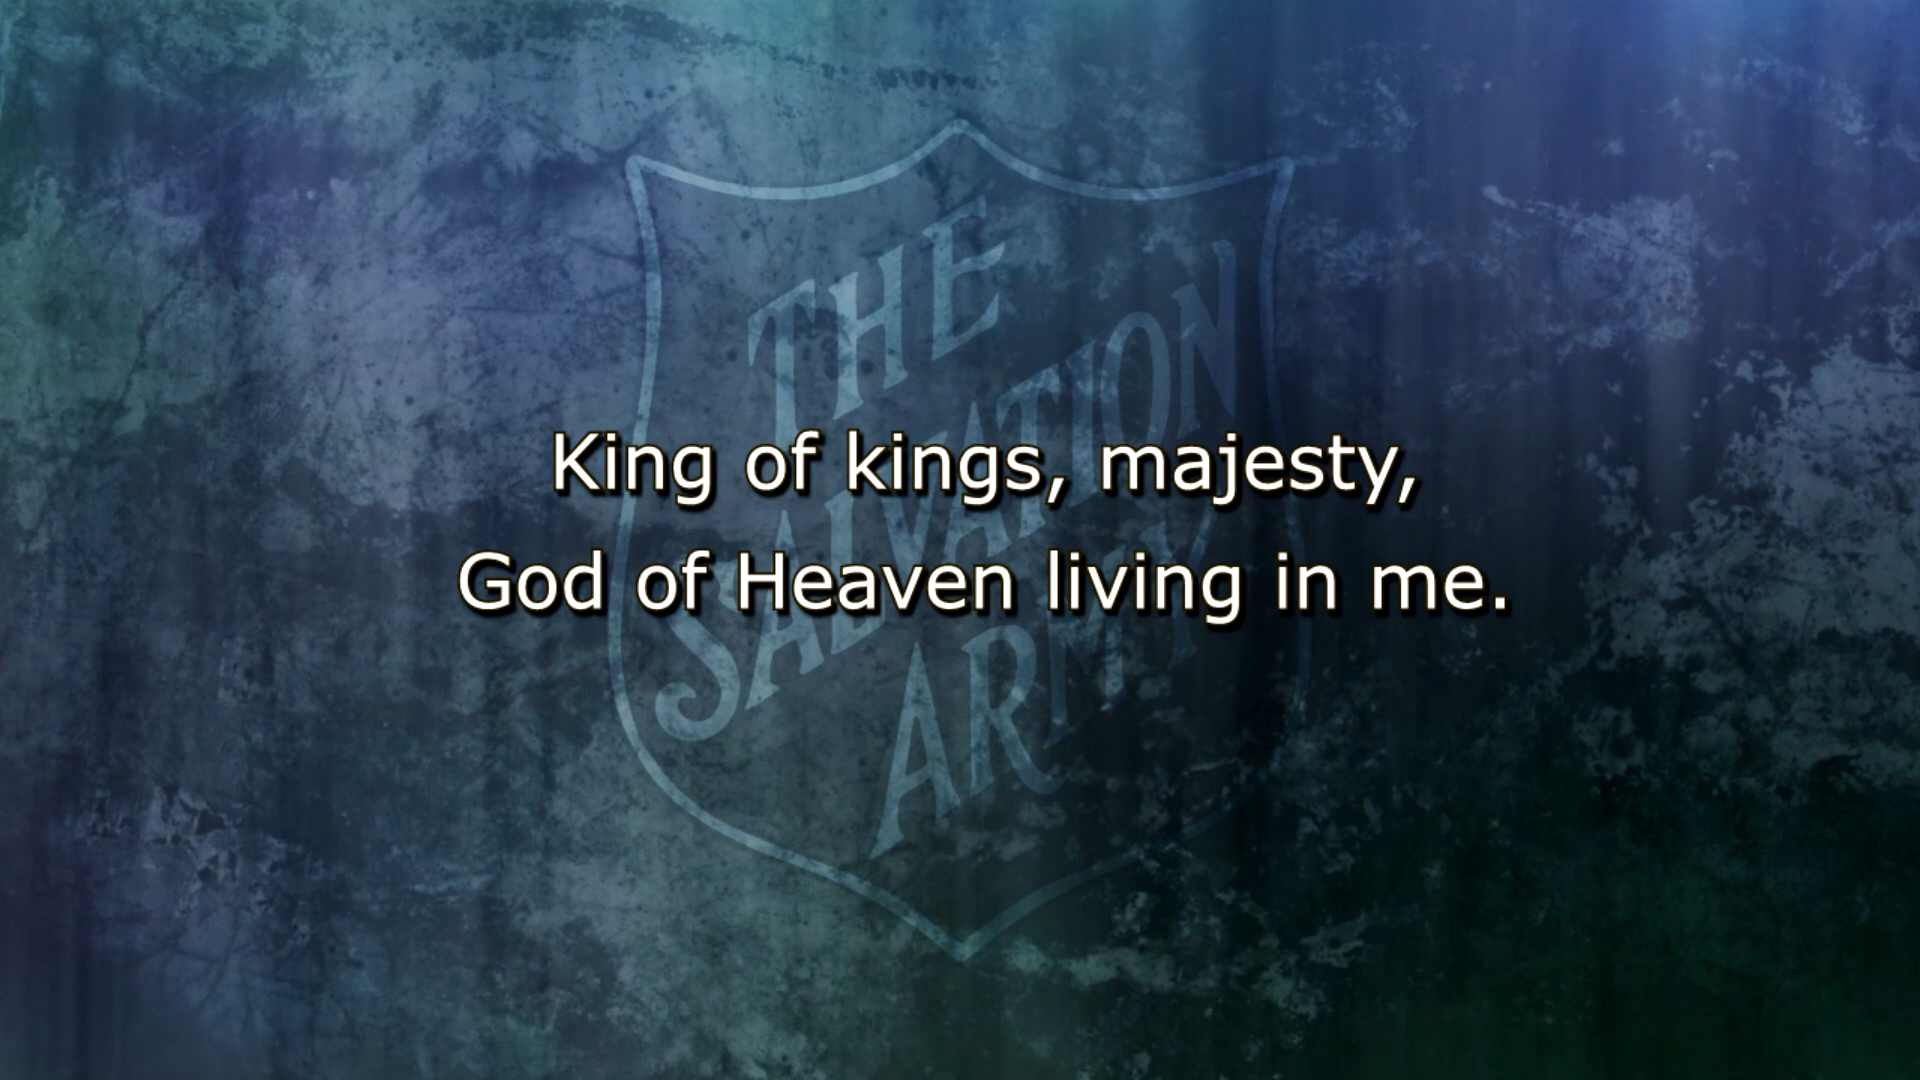 THE
SALVATION
ARMY
King of kings, majesty,
God of Heaven living in me.